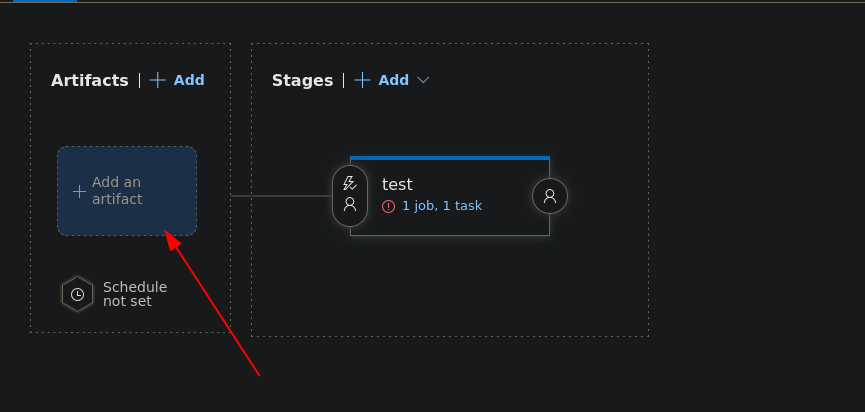 Artifacts | + Add
Stages | + Add
Add an
artifact
test
1 job, 1 task
Schedule
not set